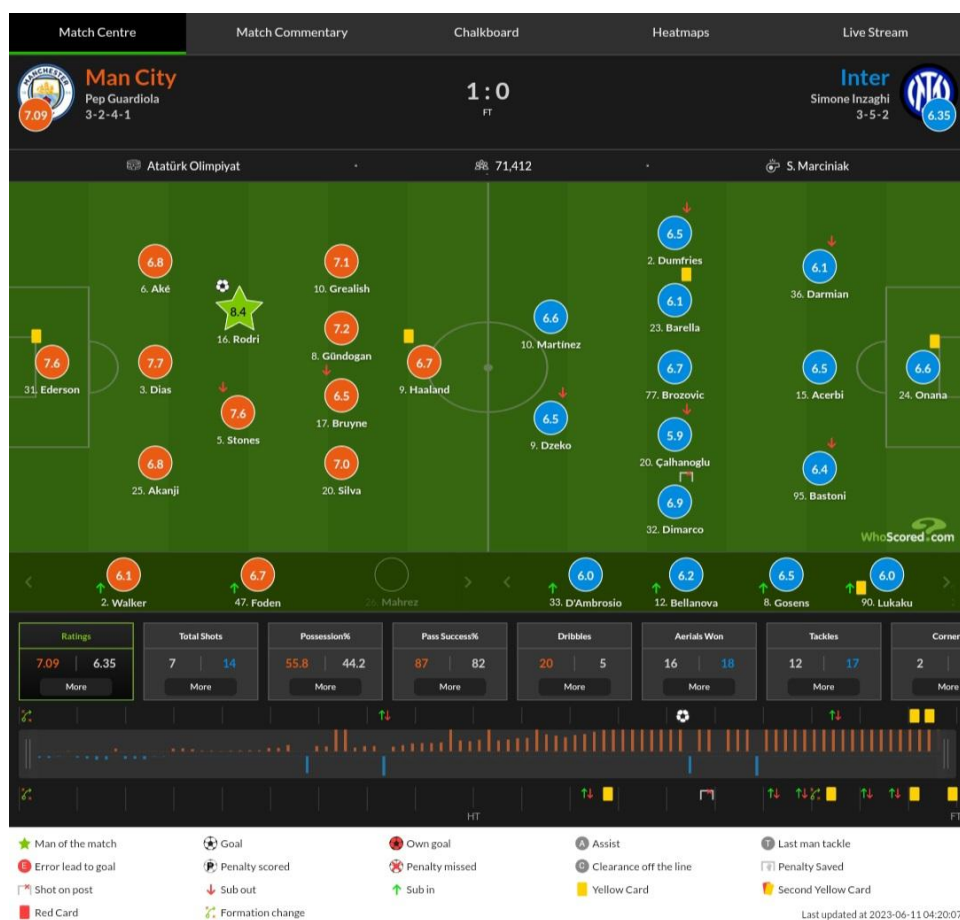 Match Centre
Match Commentary
Chalkboard
Heatmaps
Live Stream
MANCHESTER
Man City
Pep Guardiola
3-2-4-1
7.09
1 : 0
FT
Inter
Simone Inzaghi
3-5-2
6.35
Atatürk Olimpiyat
71,412
S. Marciniak
6.8
6. Aké
7.1
10. Grealish
8.4
16. Rodri
7.2
8. Gündogan
7.6
31. Ederson
7.7
3. Dias
6.7
9. Haaland
7.6
5. Stones
6.5
17. Bruyne
6.8
25. Akanji
7.0
20. Silva
6.5
2. Dumfries
6.1
36. Darmian
6.6
10. Martínez
6.1
23. Barella
6.7
77. Brozovic
6.5
15. Acerbi
6.6
24. Onana
6.5
9. Dzeko
5.9
20. Çalhanoglu
6.4
95. Bastoni
6.9
32. Dimarco
WhoScored.com
6.1
2. Walker
6.7
47. Foden
26. Mahrez
6.0
33. D'Ambrosio
6.2
12. Bellanova
6.5
8. Gosens
6.0
90. Lukaku
Ratings
7.09 | 6.35
More
Total Shots
7 | 14
More
Possession%
55.8 | 44.2
More
Pass Success%
87 | 82
More
Dribbles
20 | 5
More
Aerials Won
16 | 18
More
Tackles
12 | 17
More
Corner
2
More
HT
FT
Man of the match
Goal
Own goal
A Assist
T Last man tackle
E Error lead to goal
P Penalty scored
Penalty missed
C Clearance off the line
Penalty Saved
Shot on post
Sub out
Sub in
Yellow Card
Second Yellow Card
Red Card
Formation change
Last updated at 2023-06-11 04:20:07